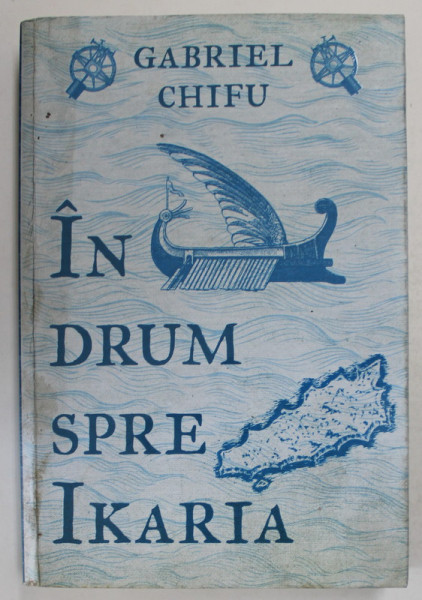 GABRIEL
CHIFU
ÎN
DRUM
SPRE
IKARIA